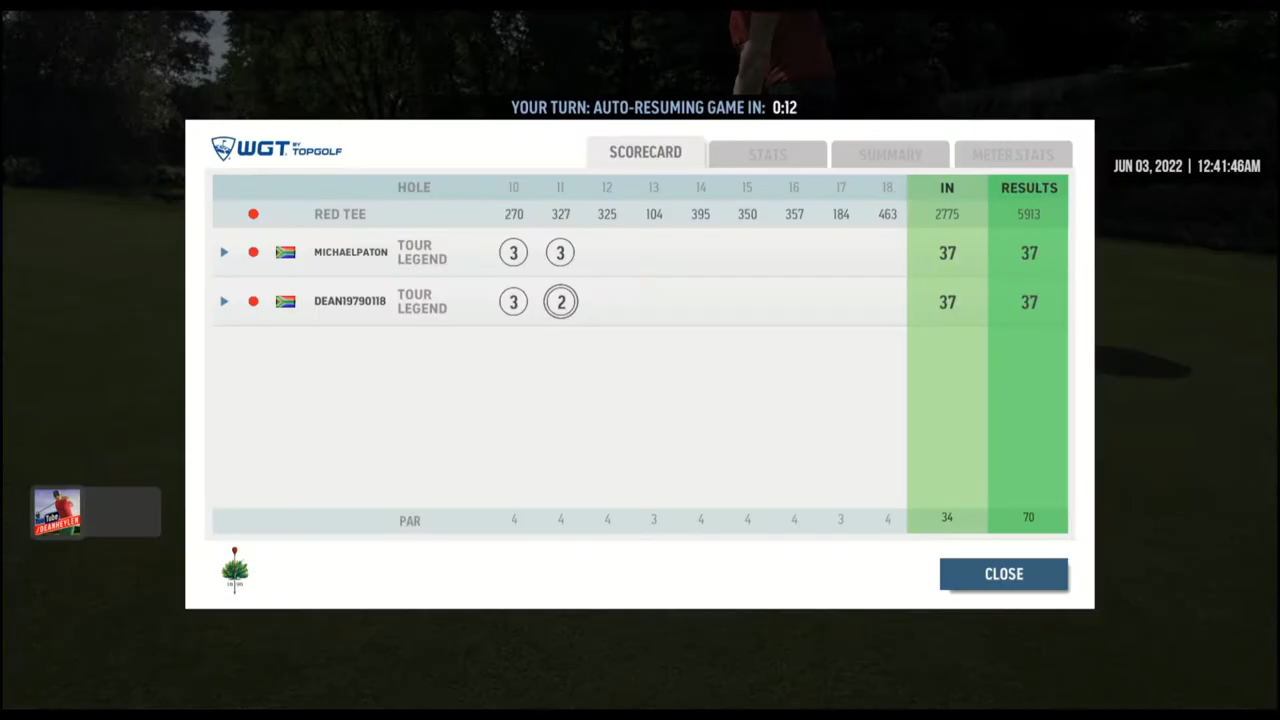 YOUR TURN: AUTO-RESUMING GAME IN: 0:12
WGT BY TOPGOLF
SCORECARD STATS SUMMARY METER STATS
JUN 03, 2022 | 12:41:46AM
HOLE 10 11 12 13 14 15 16 17 18 IN RESULTS
RED TEE 270 327 325 104 395 350 357 184 463 2775 5913
MICHAELPATON TOUR LEGEND 3 3 37 37
DEAN19790118 TOUR LEGEND 3 2 37 37
Tube
/DEANHEYLEN
PAR 4 4 4 3 4 4 4 3 4 34 70
CLOSE